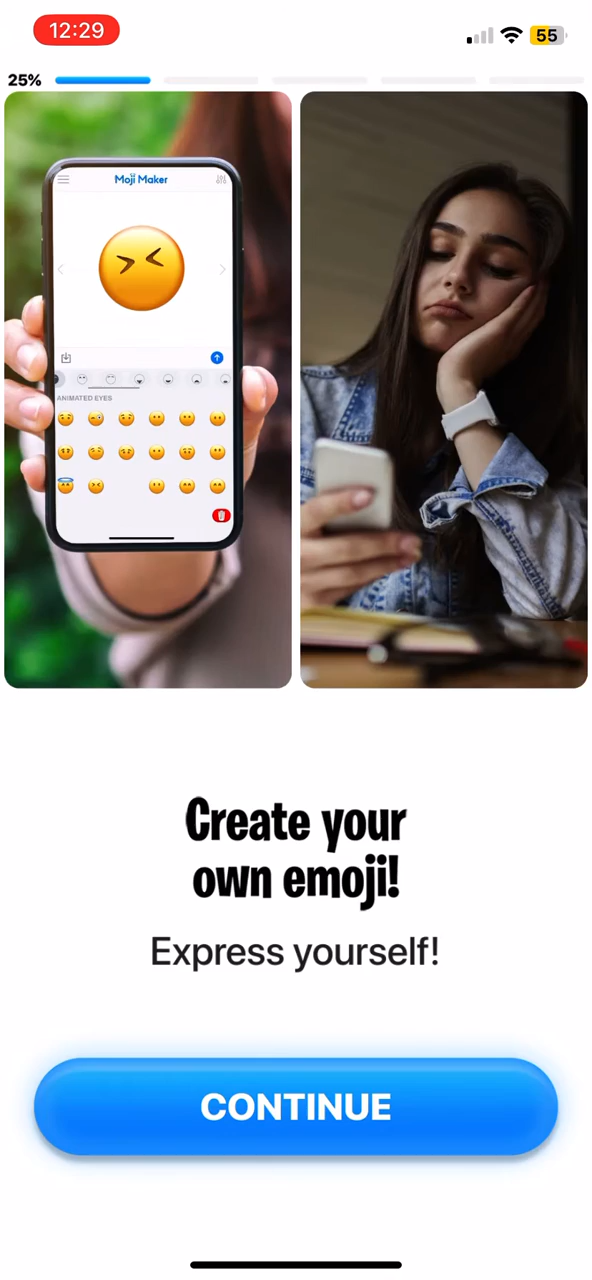 12:29
55
25%
Moji Maker
ANIMATED EYES
Create your
own emoji!
Express yourself!
CONTINUE